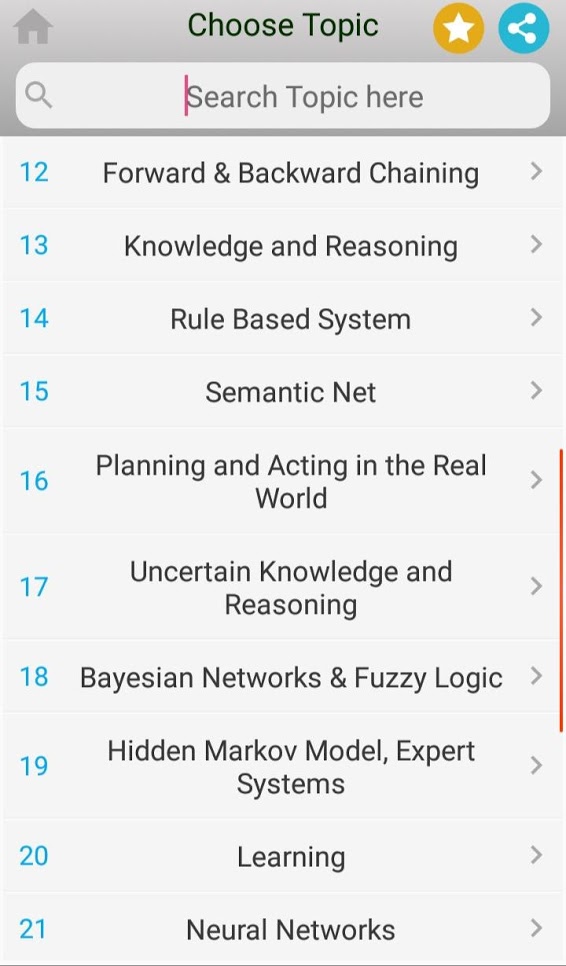 Choose Topic
Search Topic here
12 Forward & Backward Chaining
13 Knowledge and Reasoning
14 Rule Based System
15 Semantic Net
16 Planning and Acting in the Real
World
17 Uncertain Knowledge and
Reasoning
18 Bayesian Networks & Fuzzy Logic
19 Hidden Markov Model, Expert
Systems
20 Learning
21 Neural Networks